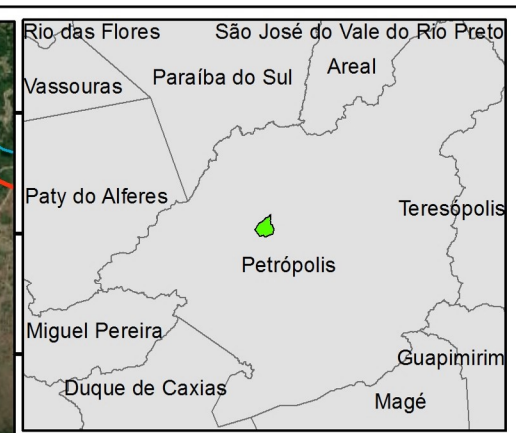 Rio das Flores
São José do Vale do Rio Preto
Areal
Paraíba do Sul
Vassouras
Paty do Alferes
Teresópolis
Petrópolis
Miguel Pereira
Guapimirim
Duque de Caxias
Magé